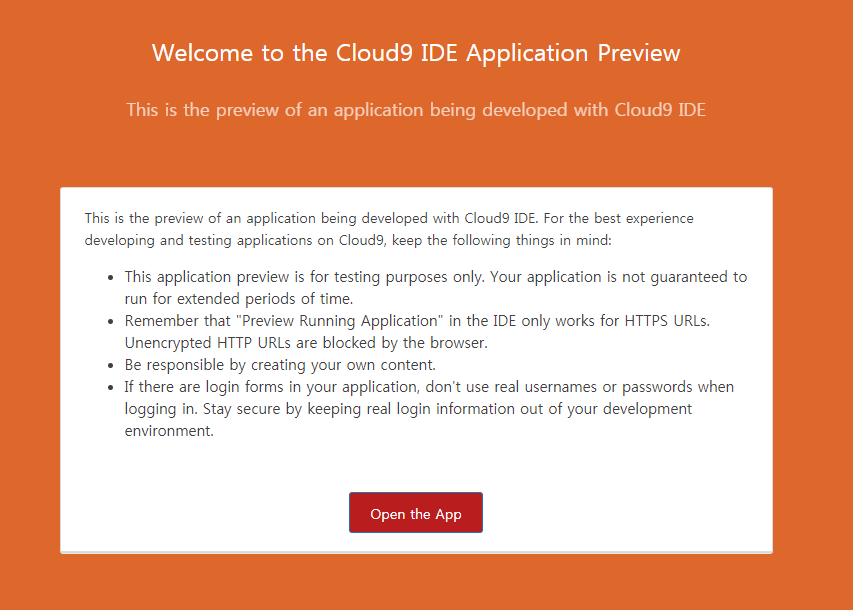 Welcome to the Cloud9 IDE Application Preview
This is the preview of an application being developed with Cloud9 IDE
This is the preview of an application being developed with Cloud9 IDE. For the best experience
developing and testing applications on Cloud9, keep the following things in mind:
• This application preview is for testing purposes only. Your application is not guaranteed to
run for extended periods of time.
• Remember that "Preview Running Application" in the IDE only works for HTTPS URLs.
Unencrypted HTTP URLs are blocked by the browser.
• Be responsible by creating your own content.
• If there are login forms in your application, don't use real usernames or passwords when
logging in. Stay secure by keeping real login information out of your development
environment.
Open the App